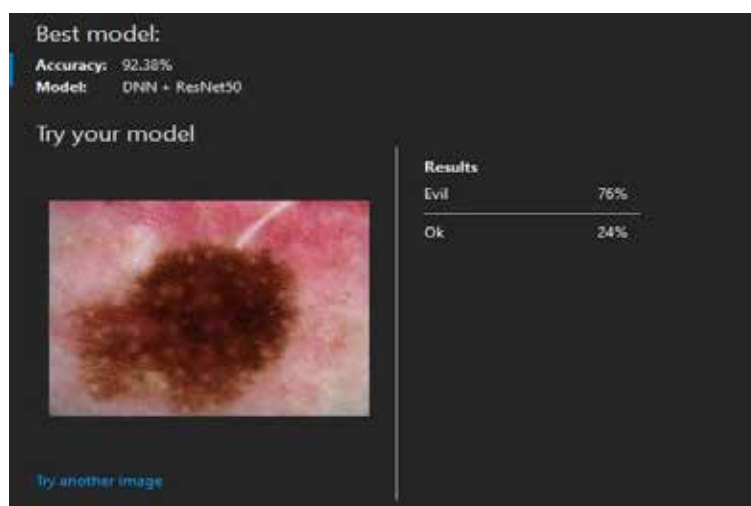 Best model:
Accuracy: 92.38%
Model: DNN + ResNet50
Try your model
Results
Evil 76%
Ok 24%
Try another image